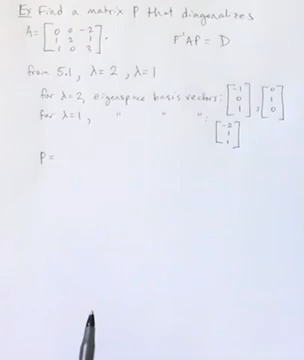 Ex Find a matrix P that diagonalizes
A = [0 0 -2; 1 2 1; 1 0 3]. P⁻¹AP = D
from 5.1, λ = 2, λ = 1
for λ=2, eigenspace basis vectors: [-1 0 1], [0 1 0]
for λ=1, " " ": [-2 1 1]
P =